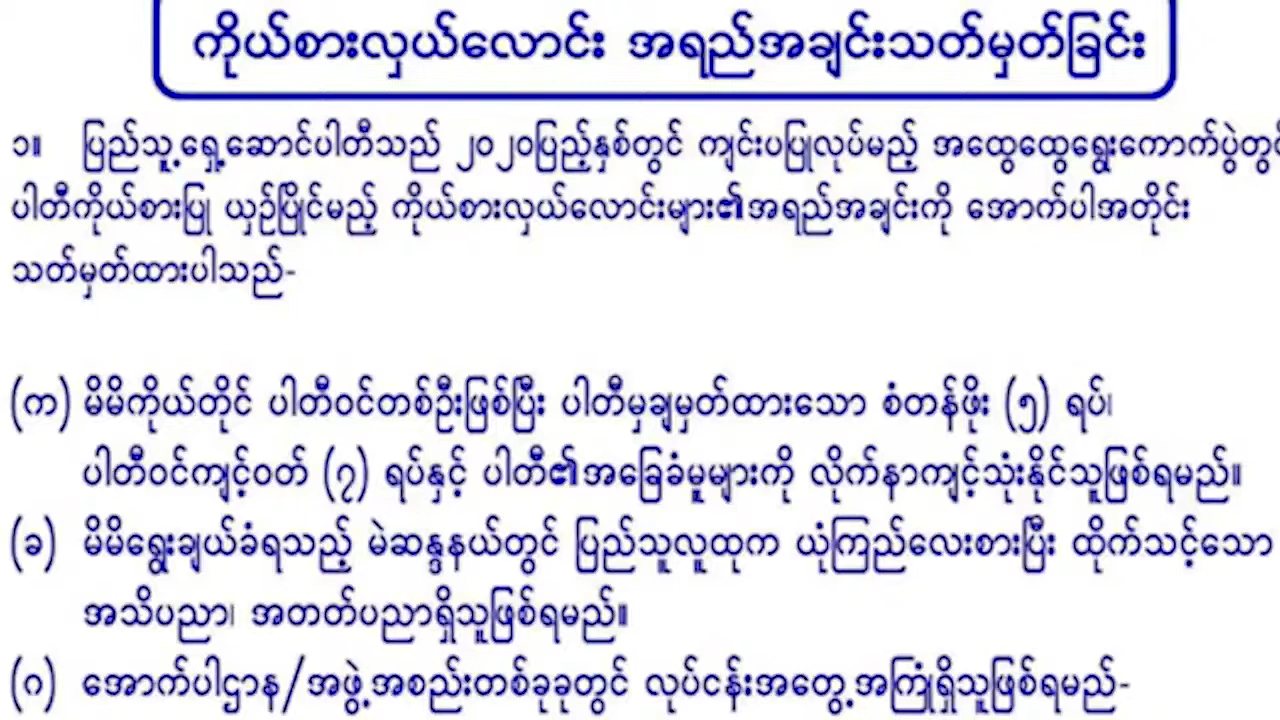 ကိုယ်စားလှယ်လောင်း အရည်အချင်းသတ်မှတ်ခြင်း
၁။ ပြည်သူ့ရှေ့ဆောင်ပါတီသည် ၂၀၂၀ပြည့်နှစ်တွင် ကျင်းပပြုလုပ်မည့် အထွေထွေရွေးကောက်ပွဲတွင်
ပါတီကိုယ်စားပြု ယှဉ်ပြိုင်မည့် ကိုယ်စားလှယ်လောင်းများ၏အရည်အချင်းကို အောက်ပါအတိုင်း
သတ်မှတ်ထားပါသည်-
(က) မိမိကိုယ်တိုင် ပါတီဝင်တစ်ဦးဖြစ်ပြီး ပါတီမှချမှတ်ထားသော စံတန်ဖိုး (၅) ရပ်၊
ပါတီဝင်ကျင့်ဝတ် (၇) ရပ်နှင့် ပါတီ၏အခြေခံမူများကို လိုက်နာကျင့်သုံးနိုင်သူဖြစ်ရမည်။
(ခ) မိမိရွေးချယ်ခံရသည့် မဲဆန္ဒနယ်တွင် ပြည်သူလူထုက ယုံကြည်လေးစားပြီး ထိုက်သင့်သော
အသိပညာ၊ အတတ်ပညာရှိသူဖြစ်ရမည်။
(ဂ) အောက်ပါဌာန/အဖွဲ့အစည်းတစ်ခုခုတွင် လုပ်ငန်းအတွေ့အကြုံရှိသူဖြစ်ရမည်-